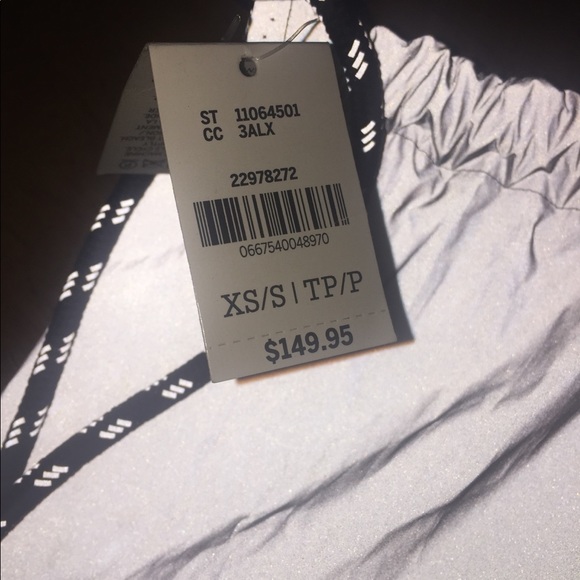 ST 11064501
CC 3ALX
22978272
0667540048970
XS/S | TP/P
$149.95